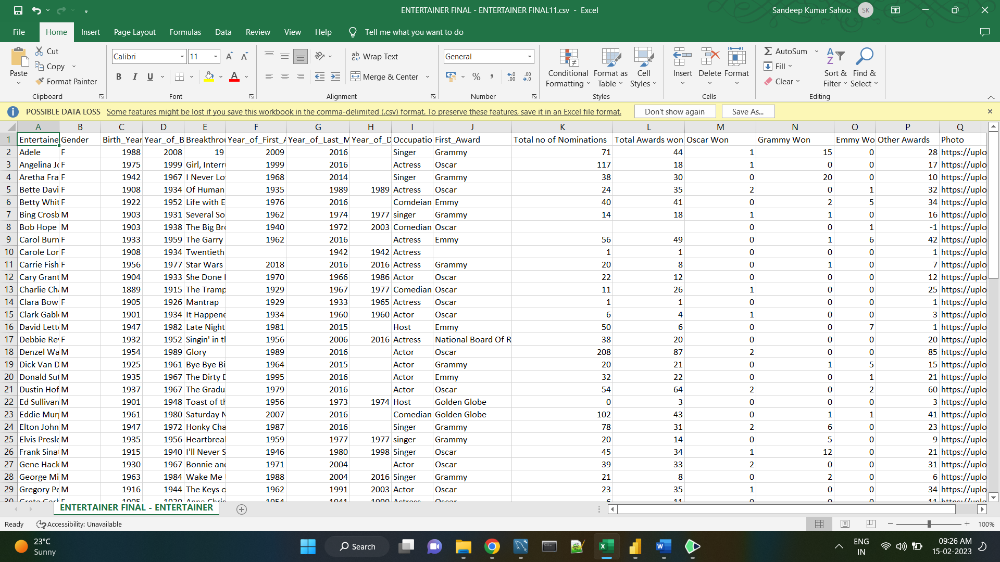 ENTERTAINER FINAL - ENTERTAINER FINAL11.csv - Excel
Sandeep Kumar Sahoo SK
File Home Insert Page Layout Formulas Data Review View Help Tell me what you want to do
Paste Cut Copy Format Painter Clipboard
Calibri 11 A A B I U A Font
Wrap Text Merge & Center Alignment
General % , Number
Conditional Formatting Format as Table Cell Styles Styles
Insert Delete Format Cells
AutoSum Fill Clear Sort & Filter Find & Select Editing
POSSIBLE DATA LOSS Some features might be lost if you save this workbook in the comma-delimited (.csv) format. To preserve these features, save it in an Excel file format. Don't show again Save As...
A B C D E F G H I J K L M N O P Q
1 Entertaine Gender Birth_Year Year_of_B Breakthrou Year_of_First_A Year_of_Last_M Year_of_D Occupatio First_Award Total no of Nominations Total Awards won Oscar Won Grammy Won Emmy Wo Other Awards Photo
2 Adele F 1988 2008 19 2009 2016 Singer Grammy 71 44 1 15 0 28 https://uplo
3 Angelina Jo F 1975 1999 Girl, Interr 1999 2016 Actress Oscar 117 18 1 0 0 17 https://uplo
4 Aretha Fra F 1942 1967 I Never Lo 1968 2014 Singer Grammy 38 30 0 20 0 10 https://uplo
5 Bette Davi F 1908 1934 Of Human 1935 1989 1989 Actress Oscar 24 35 2 0 1 32 https://uplo
6 Betty Whit F 1922 1952 Life with E 1976 2016 Comdeian Emmy 40 41 0 2 5 34 https://uplo
7 Bing Crosb M 1903 1931 Several So 1962 1974 1977 singer Grammy 14 18 1 1 0 16 https://uplo
8 Bob Hope M 1903 1938 The Big Bro 1940 1972 2003 Comedian Oscar 0 0 1 -1 https://uplo
9 Carol Burn F 1933 1959 The Garry 1962 2016 Actress Emmy 56 49 0 1 6 42 https://uplo
10 Carole Lor F 1908 1934 Twentieth 1942 1942 Actress 1 1 0 0 0 1 https://uplo
11 Carrie Fish F 1956 1977 Star Wars 2018 2016 2016 Actress Grammy 20 8 0 1 0 7 https://uplo
12 Cary Grant M 1904 1933 She Done 1970 1966 1986 Actor Oscar 22 12 0 0 0 12 https://uplo
13 Charlie Ch M 1889 1915 The Tramp 1929 1967 1977 Comedian Oscar 11 26 1 0 0 25 https://uplo
14 Clara Bow F 1905 1926 Mantrap 1929 1933 1965 Actress Oscar 1 1 0 0 0 1 https://uplo
15 Clark Gabl M 1901 1934 It Happene 1934 1960 1960 Actor Oscar 6 4 1 0 0 3 https://uplo
16 David Lett M 1947 1982 Late Night 1981 2015 Host Emmy 50 6 0 0 7 1 https://uplo
17 Debbie Rey F 1932 1952 Singin' in th 1956 2006 2016 Actress National Board Of R 38 20 0 0 0 20 https://uplo
18 Denzel Wa M 1954 1989 Glory 1989 2016 Actor Oscar 208 87 2 0 0 85 https://uplo
19 Dick Van D M 1925 1961 Bye Bye Bi 1964 2015 Actor Grammy 20 21 0 1 5 15 https://uplo
20 Donald Sut M 1935 1967 The Dirty D 1995 2016 Actor Emmy 32 22 0 0 1 21 https://uplo
21 Dustin Hof M 1937 1967 The Gradu 1979 2016 Actor Oscar 54 64 2 0 2 60 https://uplo
22 Ed Sullivan M 1901 1948 Toast of th 1956 1973 1974 Host Golden Globe 0 3 0 0 0 3 https://uplo
23 Eddie Mur M 1961 1980 Saturday N 2007 2016 Comedian Golden Globe 102 43 0 1 1 41 https://uplo
24 Elton John M 1947 1972 Honky Cha 1987 2016 Singer Grammy 78 31 2 6 0 23 https://uplo
25 Elvis Presle M 1935 1956 Heartbreal 1959 1977 1977 singer Grammy 20 14 0 5 0 9 https://uplo
26 Frank Sinat M 1915 1940 I'll Never S 1946 1980 1998 Singer Oscar 45 34 1 12 0 21 https://uplo
27 Gene Hack M 1930 1967 Bonnie and 1971 2004 Actor Oscar 39 33 2 0 0 31 https://uplo
28 George Mi M 1963 1984 Wake Me 1988 2004 2016 Singer Grammy 21 8 0 2 0 6 https://uplo
29 Gregory Pe M 1916 1944 The Keys o 1962 1991 2003 Actor Oscar 23 35 1 0 0 34 https://uplo
ENTERTAINER FINAL - ENTERTAINER
Ready Accessibility: Unavailable 100%
23°C Sunny
Search
ENG IN
09:26 AM
15-02-2023